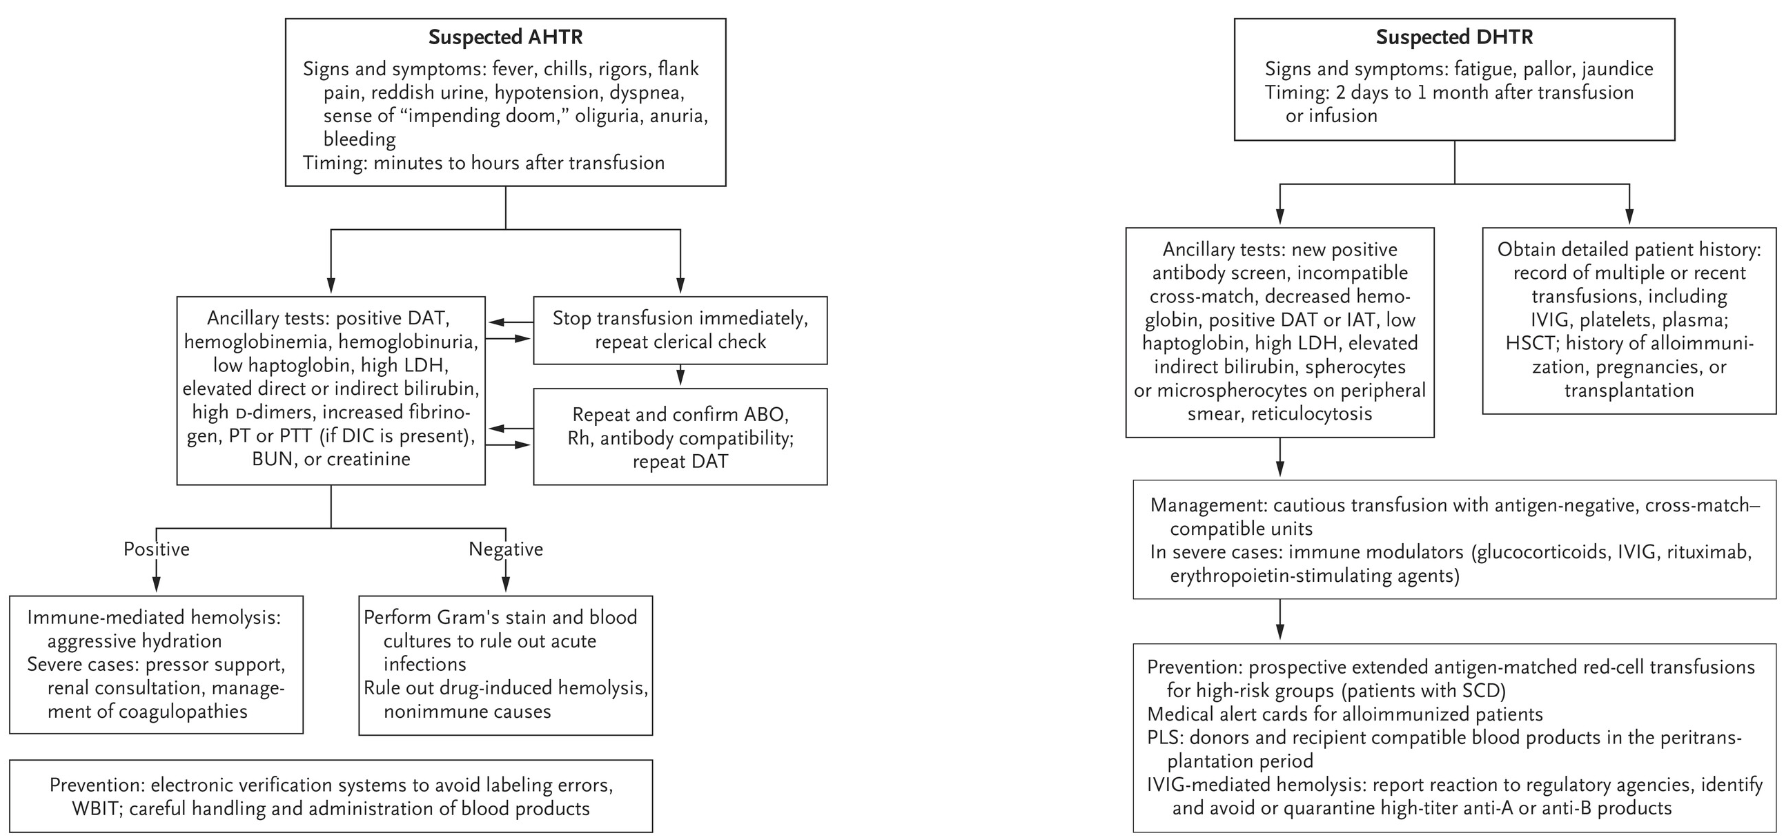 Suspected AHTR
Signs and symptoms: fever, chills, rigors, flank
pain, reddish urine, hypotension, dyspnea,
sense of “impending doom,” oliguria, anuria,
bleeding
Timing: minutes to hours after transfusion
Ancillary tests: positive DAT,
hemoglobinemia, hemoglobinuria,
low haptoglobin, high LDH,
elevated direct or indirect bilirubin,
high D-dimers, increased fibrino-
gen, PT or PTT (if DIC is present),
BUN, or creatinine
Stop transfusion immediately,
repeat clerical check
Repeat and confirm ABO,
Rh, antibody compatibility;
repeat DAT
Positive
Negative
Immune-mediated hemolysis:
aggressive hydration
Severe cases: pressor support,
renal consultation, manage-
ment of coagulopathies
Perform Gram's stain and blood
cultures to rule out acute
infections
Rule out drug-induced hemolysis,
nonimmune causes
Prevention: electronic verification systems to avoid labeling errors,
WBIT; careful handling and administration of blood products
Suspected DHTR
Signs and symptoms: fatigue, pallor, jaundice
Timing: 2 days to 1 month after transfusion
or infusion
Ancillary tests: new positive
antibody screen, incompatible
cross-match, decreased hemo-
globin, positive DAT or IAT, low
haptoglobin, high LDH, elevated
indirect bilirubin, spherocytes
or microspherocytes on peripheral
smear, reticulocytosis
Obtain detailed patient history:
record of multiple or recent
transfusions, including
IVIG, platelets, plasma;
HSCT; history of alloimmuni-
zation, pregnancies, or
transplantation
Management: cautious transfusion with antigen-negative, cross-match–
compatible units
In severe cases: immune modulators (glucocorticoids, IVIG, rituximab,
erythropoietin-stimulating agents)
Prevention: prospective extended antigen-matched red-cell transfusions
for high-risk groups (patients with SCD)
Medical alert cards for alloimmunized patients
PLS: donors and recipient compatible blood products in the peritrans-
plantation period
IVIG-mediated hemolysis: report reaction to regulatory agencies, identify
and avoid or quarantine high-titer anti-A or anti-B products